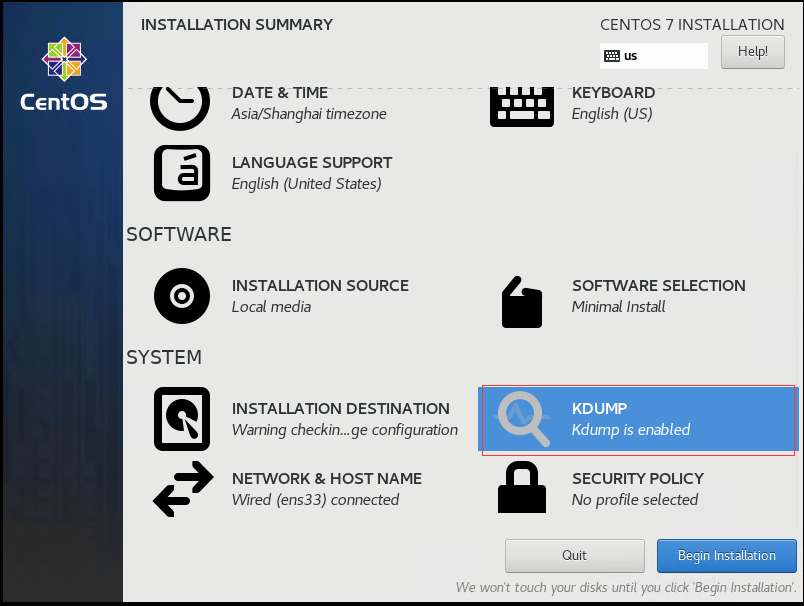 INSTALLATION SUMMARY
CENTOS 7 INSTALLATION
us
Help!
CentOS
DATE & TIME
Asia/Shanghai timezone
KEYBOARD
English (US)
á
LANGUAGE SUPPORT
English (United States)
SOFTWARE
INSTALLATION SOURCE
Local media
SOFTWARE SELECTION
Minimal Install
SYSTEM
INSTALLATION DESTINATION
Warning checkin...ge configuration
KDUMP
Kdump is enabled
NETWORK & HOST NAME
Wired (ens33) connected
SECURITY POLICY
No profile selected
Quit
Begin Installation
We won't touch your disks until you click 'Begin Installation'.